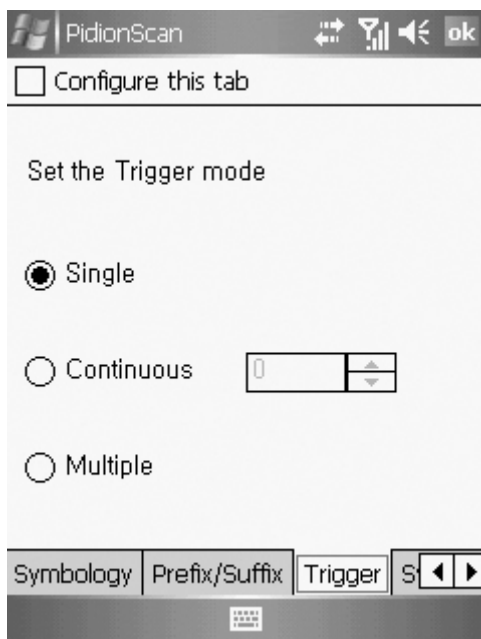 PidionScan ok
Configure this tab
Set the Trigger mode
Single
Continuous 0
Multiple
Symbology Prefix/Suffix Trigger